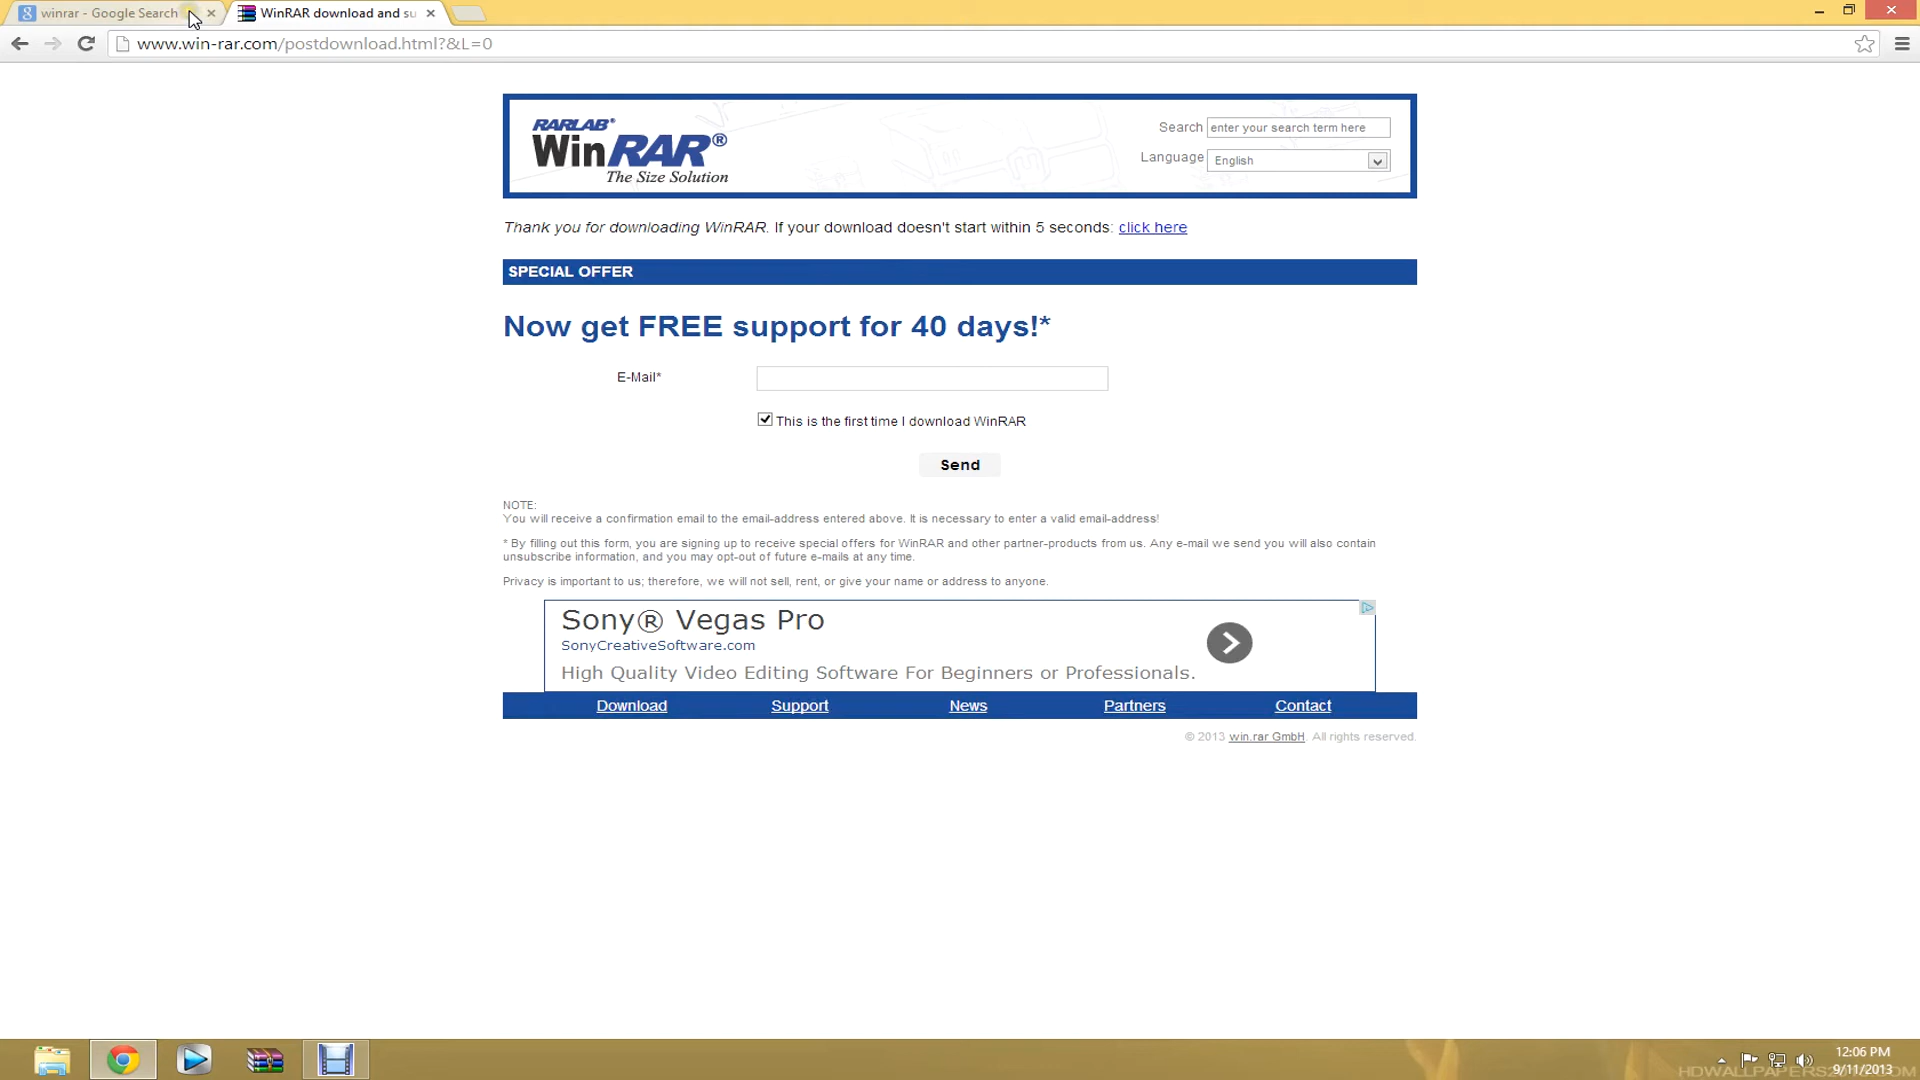 winrar - Google Search
WinRAR download and su
www.win-rar.com/postdownload.html?&L=0
RARLAB®
WinRAR®
The Size Solution
Search enter your search term here
Language English
Thank you for downloading WinRAR. If your download doesn't start within 5 seconds: click here
SPECIAL OFFER
Now get FREE support for 40 days!*
E-Mail*
This is the first time I download WinRAR
Send
NOTE:
You will receive a confirmation email to the email-address entered above. It is necessary to enter a valid email-address!
* By filling out this form, you are signing up to receive special offers for WinRAR and other partner-products from us. Any e-mail we send you will also contain
unsubscribe information, and you may opt-out of future e-mails at any time.
Privacy is important to us; therefore, we will not sell, rent, or give your name or address to anyone.
Sony® Vegas Pro
SonyCreativeSoftware.com
High Quality Video Editing Software For Beginners or Professionals.
Download Support News Partners Contact
© 2013 win.rar GmbH. All rights reserved.
12:06 PM
9/11/2013